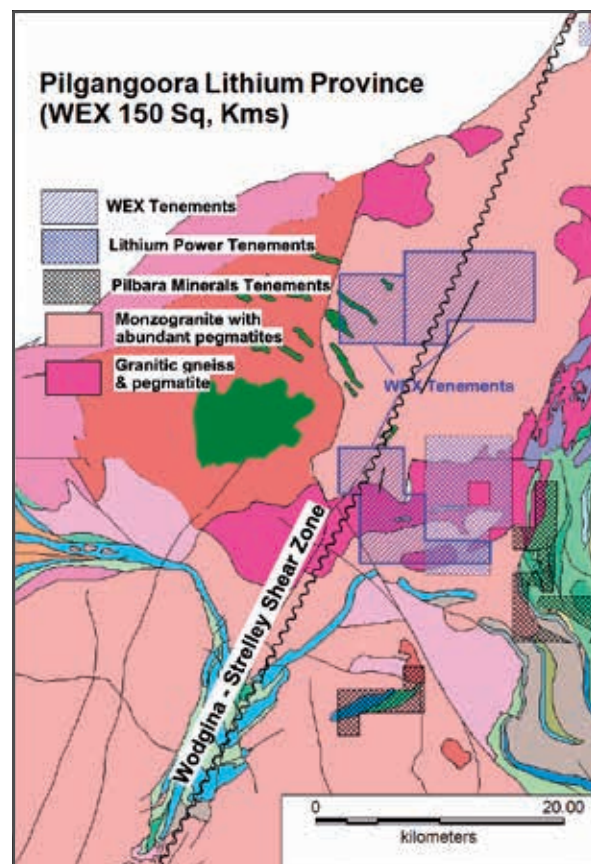 Pilgangoora Lithium Province
(WEX 150 Sq, Kms)
WEX Tenements
Lithium Power Tenements
Pilbara Minerals Tenements
Monzogranite with
abundant pegmatites
Granitic gneiss
& pegmatite
WEX Tenements
Wodgina - Strelley Shear Zone
0 20.00
kilometers